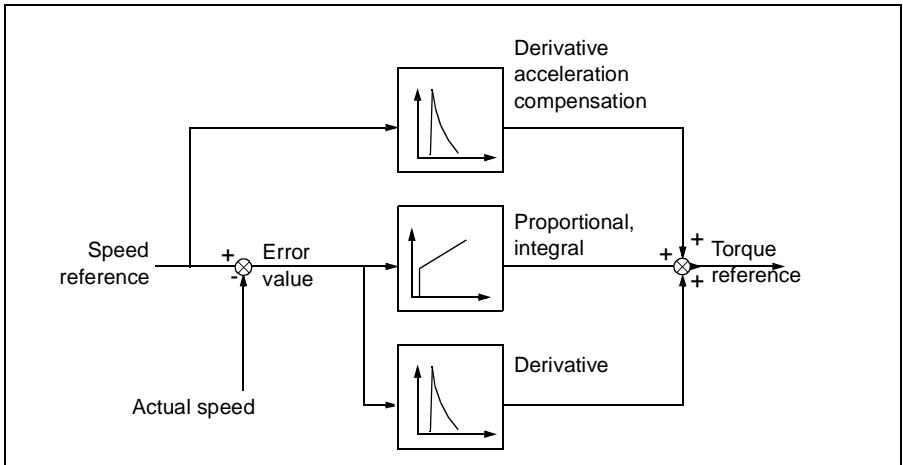 Derivative
acceleration
compensation
Speed
reference
+
-
Error
value
Proportional,
integral
+
+
+
Torque
reference
Derivative
Actual speed